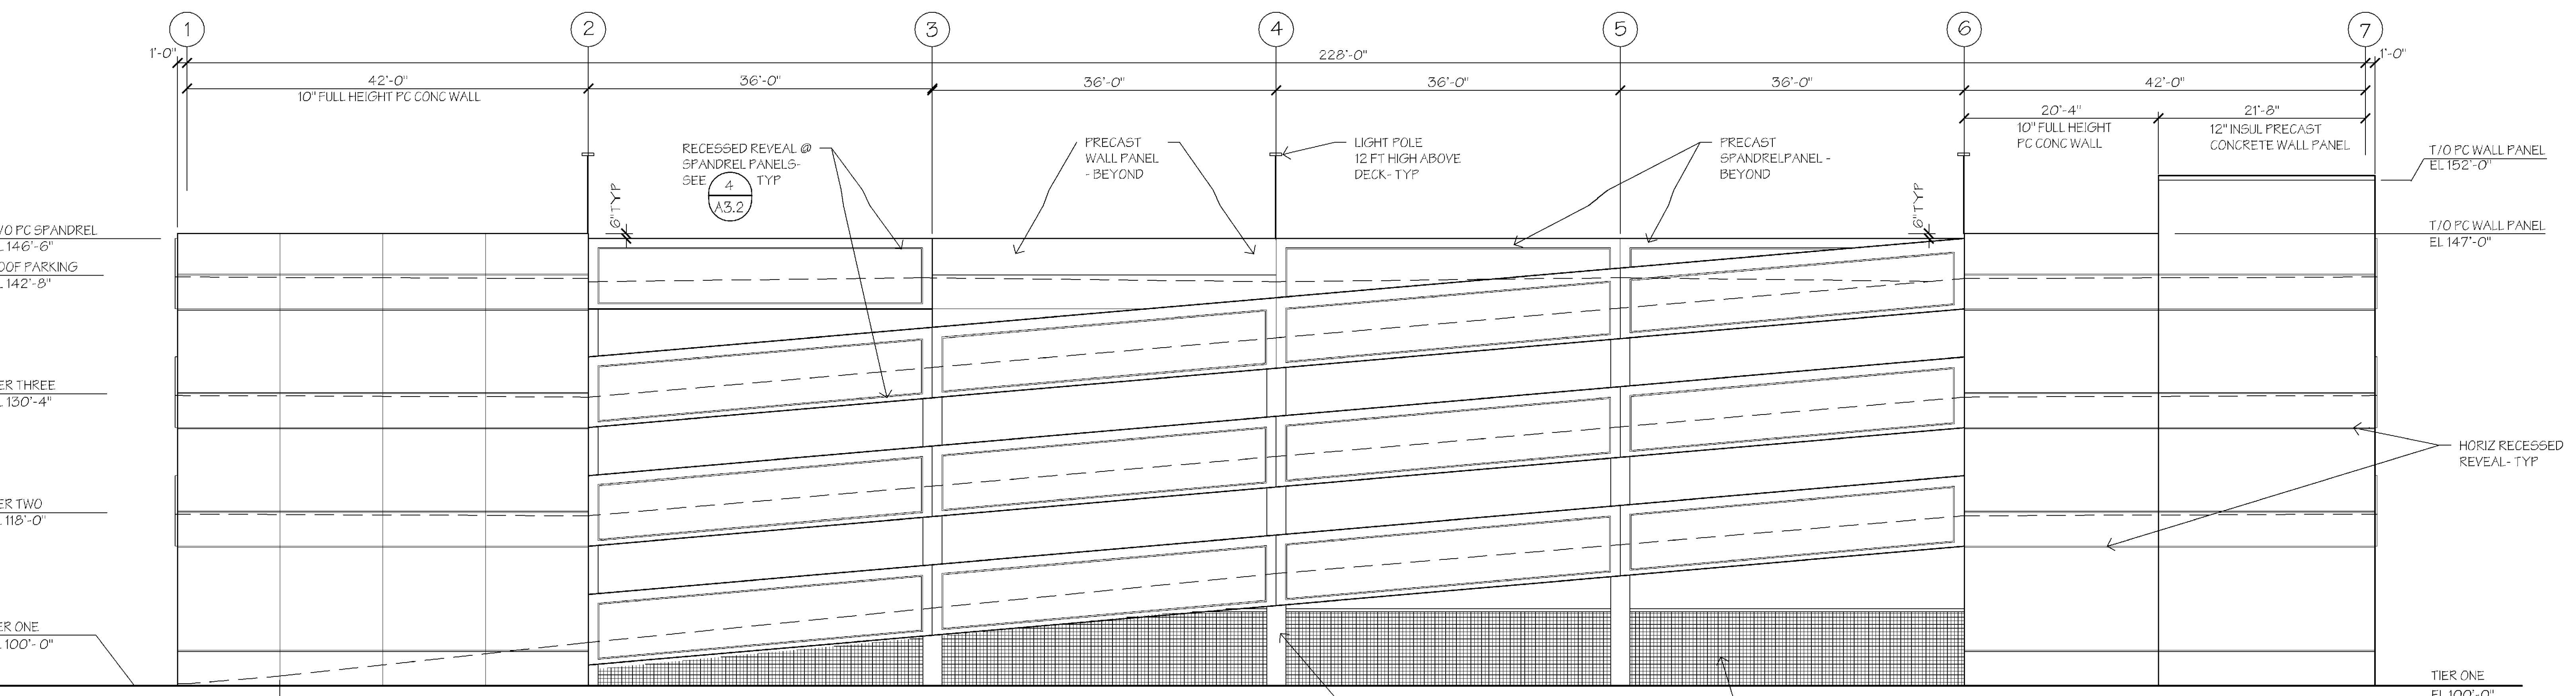 1
2
3
4
5
6
7
1'-0"
228'-0"
1'-0"
42'-0"
36'-0"
36'-0"
36'-0"
36'-0"
42'-0"
10" FULL HEIGHT PC CONC WALL
20'-4"
21'-8"
10" FULL HEIGHT
PC CONC WALL
12" INSUL PRECAST
CONCRETE WALL PANEL
RECESSED REVEAL @
SPANDREL PANELS-
SEE
TYP
4
A3.2
PRECAST
WALL PANEL
- BEYOND
LIGHT POLE
12 FT HIGH ABOVE
DECK- TYP
PRECAST
SPANDRELPANEL -
BEYOND
T/O PC WALL PANEL
EL 152'-0"
6" TYP
6" TYP
/O PC SPANDREL
L 146'-6"
T/O PC WALL PANEL
EL 147'-0"
OOF PARKING
L 142'-8"
ER THREE
L 130'-4"
HORIZ RECESSED
REVEAL- TYP
ER TWO
L 118'-0"
ER ONE
L 100'- 0"
TIER ONE
EL 100'-0"